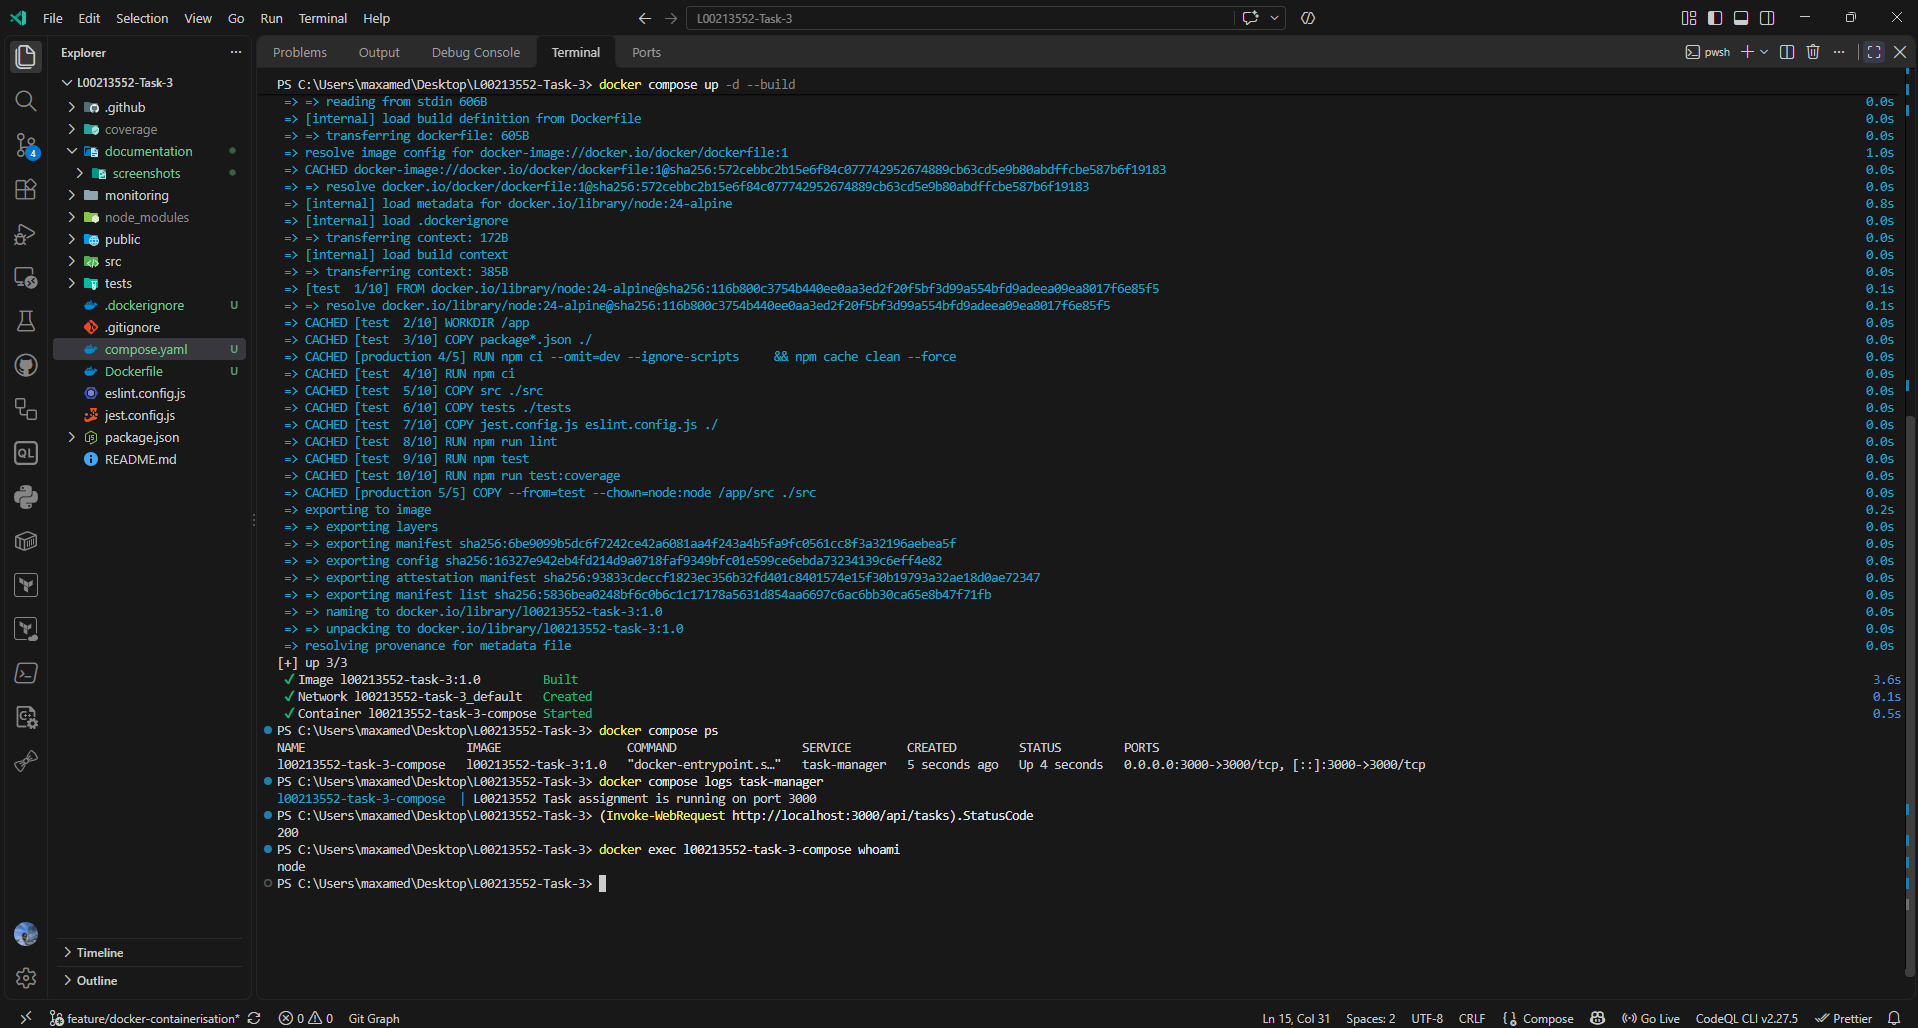 File Edit Selection View Go Run Terminal Help
L00213552-Task-3
Explorer
L00213552-Task-3
.github
coverage
documentation
screenshots
monitoring
node_modules
public
src
tests
.dockerignore U
.gitignore
compose.yaml U
Dockerfile U
eslint.config.js
jest.config.js
package.json
README.md
Timeline
Outline
4
QL
Problems Output Debug Console Terminal Ports
pwsh
PS C:\Users\maxamed\Desktop\L00213552-Task-3> docker compose up -d --build
=> => reading from stdin 606B 0.0s
=> [internal] load build definition from Dockerfile 0.0s
=> => transferring dockerfile: 605B 0.0s
=> resolve image config for docker-image://docker.io/docker/dockerfile:1 1.0s
=> CACHED docker-image://docker.io/docker/dockerfile:1@sha256:572cebbc2b15e6f84c077742952674889cb63cd5e9b80abdffcbe587b6f19183 0.0s
=> => resolve docker.io/docker/dockerfile:1@sha256:572cebbc2b15e6f84c077742952674889cb63cd5e9b80abdffcbe587b6f19183 0.0s
=> [internal] load metadata for docker.io/library/node:24-alpine 0.8s
=> [internal] load .dockerignore 0.0s
=> => transferring context: 172B 0.0s
=> [internal] load build context 0.0s
=> => transferring context: 385B 0.0s
=> [test  1/10] FROM docker.io/library/node:24-alpine@sha256:116b800c3754b440ee0aa3ed2f20f5bf3d99a554bfd9adeea09ea8017f6e85f5 0.1s
=> => resolve docker.io/library/node:24-alpine@sha256:116b800c3754b440ee0aa3ed2f20f5bf3d99a554bfd9adeea09ea8017f6e85f5 0.1s
=> CACHED [test  2/10] WORKDIR /app 0.0s
=> CACHED [test  3/10] COPY package*.json ./ 0.0s
=> CACHED [production 4/5] RUN npm ci --omit=dev --ignore-scripts     && npm cache clean --force 0.0s
=> CACHED [test  4/10] RUN npm ci 0.0s
=> CACHED [test  5/10] COPY src ./src 0.0s
=> CACHED [test  6/10] COPY tests ./tests 0.0s
=> CACHED [test  7/10] COPY jest.config.js eslint.config.js ./ 0.0s
=> CACHED [test  8/10] RUN npm run lint 0.0s
=> CACHED [test  9/10] RUN npm test 0.0s
=> CACHED [test 10/10] RUN npm run test:coverage 0.0s
=> CACHED [production 5/5] COPY --from=test --chown=node:node /app/src ./src 0.0s
=> exporting to image 0.2s
=> => exporting layers 0.0s
=> => exporting manifest sha256:6be9099b5dc6f7242ce42a6081aa4f243a4b5fa9fc0561cc8f3a32196aebea5f 0.0s
=> => exporting config sha256:16327e942eb4fd214d9a0718faf9349bfc01e599ce6ebda73234139c6eff4e82 0.0s
=> => exporting attestation manifest sha256:93833cdeccf1823ec356b32fd401c8401574e15f30b19793a32ae18d0ae72347 0.0s
=> => exporting manifest list sha256:5836bea0248bf6c0b6c1c17178a5631d854aa6697c6ac6bb30ca65e8b47f71fb 0.0s
=> => naming to docker.io/library/l00213552-task-3:1.0 0.0s
=> => unpacking to docker.io/library/l00213552-task-3:1.0 0.0s
=> resolving provenance for metadata file 0.0s
[+] up 3/3
✓ Image l00213552-task-3:1.0 Built 3.6s
✓ Network l00213552-task-3_default Created 0.1s
✓ Container l00213552-task-3-compose Started 0.5s
PS C:\Users\maxamed\Desktop\L00213552-Task-3> docker compose ps
NAME IMAGE COMMAND SERVICE CREATED STATUS PORTS
l00213552-task-3-compose l00213552-task-3:1.0 "docker-entrypoint.s…" task-manager 5 seconds ago Up 4 seconds 0.0.0.0:3000->3000/tcp, [::]:3000->3000/tcp
PS C:\Users\maxamed\Desktop\L00213552-Task-3> docker compose logs task-manager
l00213552-task-3-compose  | L00213552 Task assignment is running on port 3000
PS C:\Users\maxamed\Desktop\L00213552-Task-3> (Invoke-WebRequest http://localhost:3000/api/tasks).StatusCode
200
PS C:\Users\maxamed\Desktop\L00213552-Task-3> docker exec l00213552-task-3-compose whoami
node
PS C:\Users\maxamed\Desktop\L00213552-Task-3>
feature/docker-containerisation* 0 0 Git Graph Ln 15, Col 31 Spaces: 2 UTF-8 CRLF Compose Go Live CodeQL CLI v2.27.5 Prettier